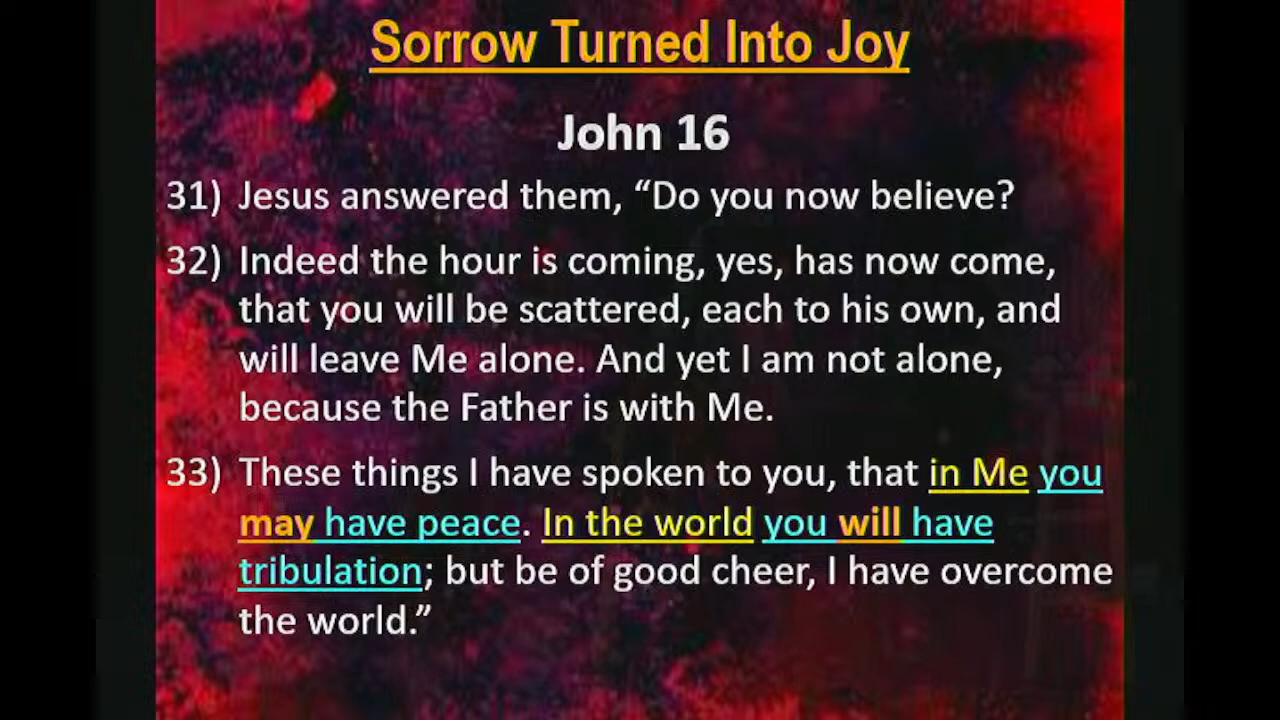 Sorrow Turned Into Joy
John 16
31) Jesus answered them, “Do you now believe?
32) Indeed the hour is coming, yes, has now come,
that you will be scattered, each to his own, and
will leave Me alone. And yet I am not alone,
because the Father is with Me.
33) These things I have spoken to you, that in Me you
may have peace. In the world you will have
tribulation; but be of good cheer, I have overcome
the world.”